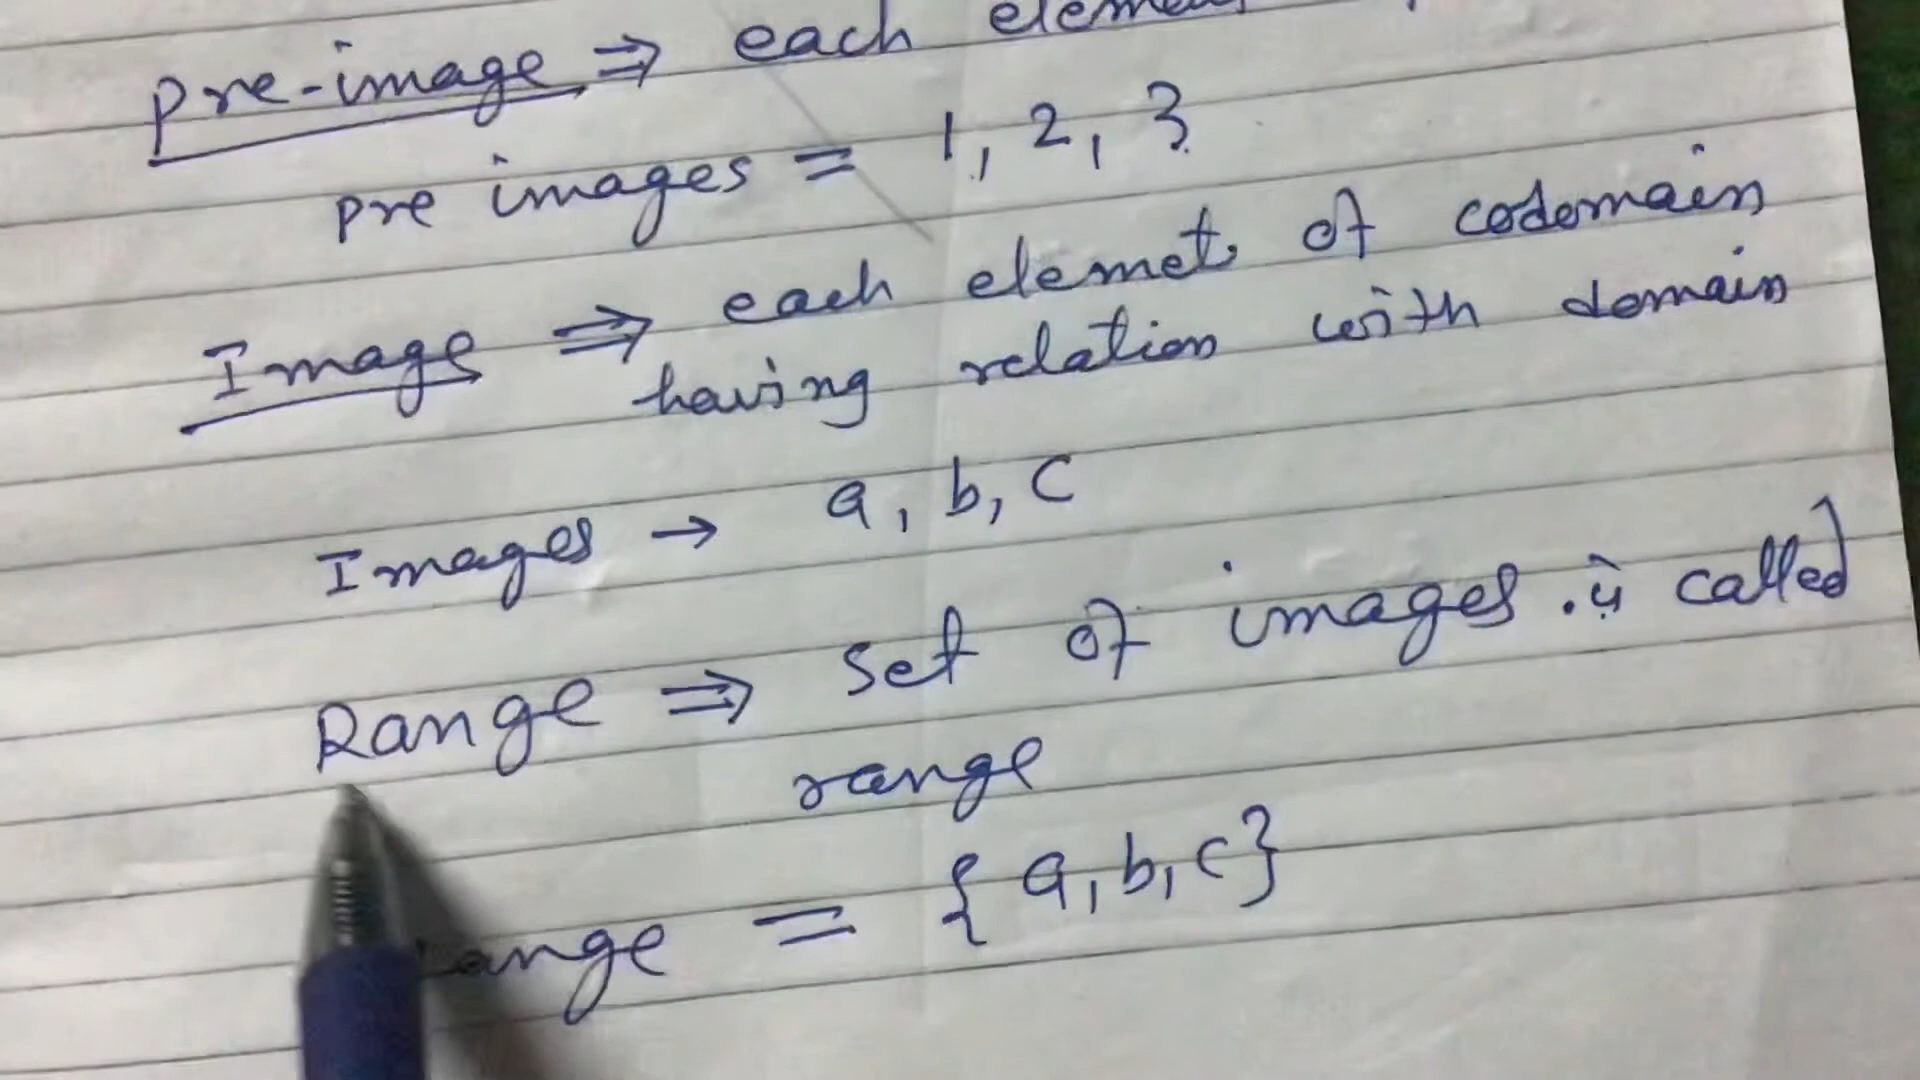 Pre-image ⇒ each element
Pre images = 1, 2, 3
Image ⇒ each elemet of codomain
having relation with domain
Images → a, b, c
Range ⇒ Set of images is called
range
ange = {a, b, c}